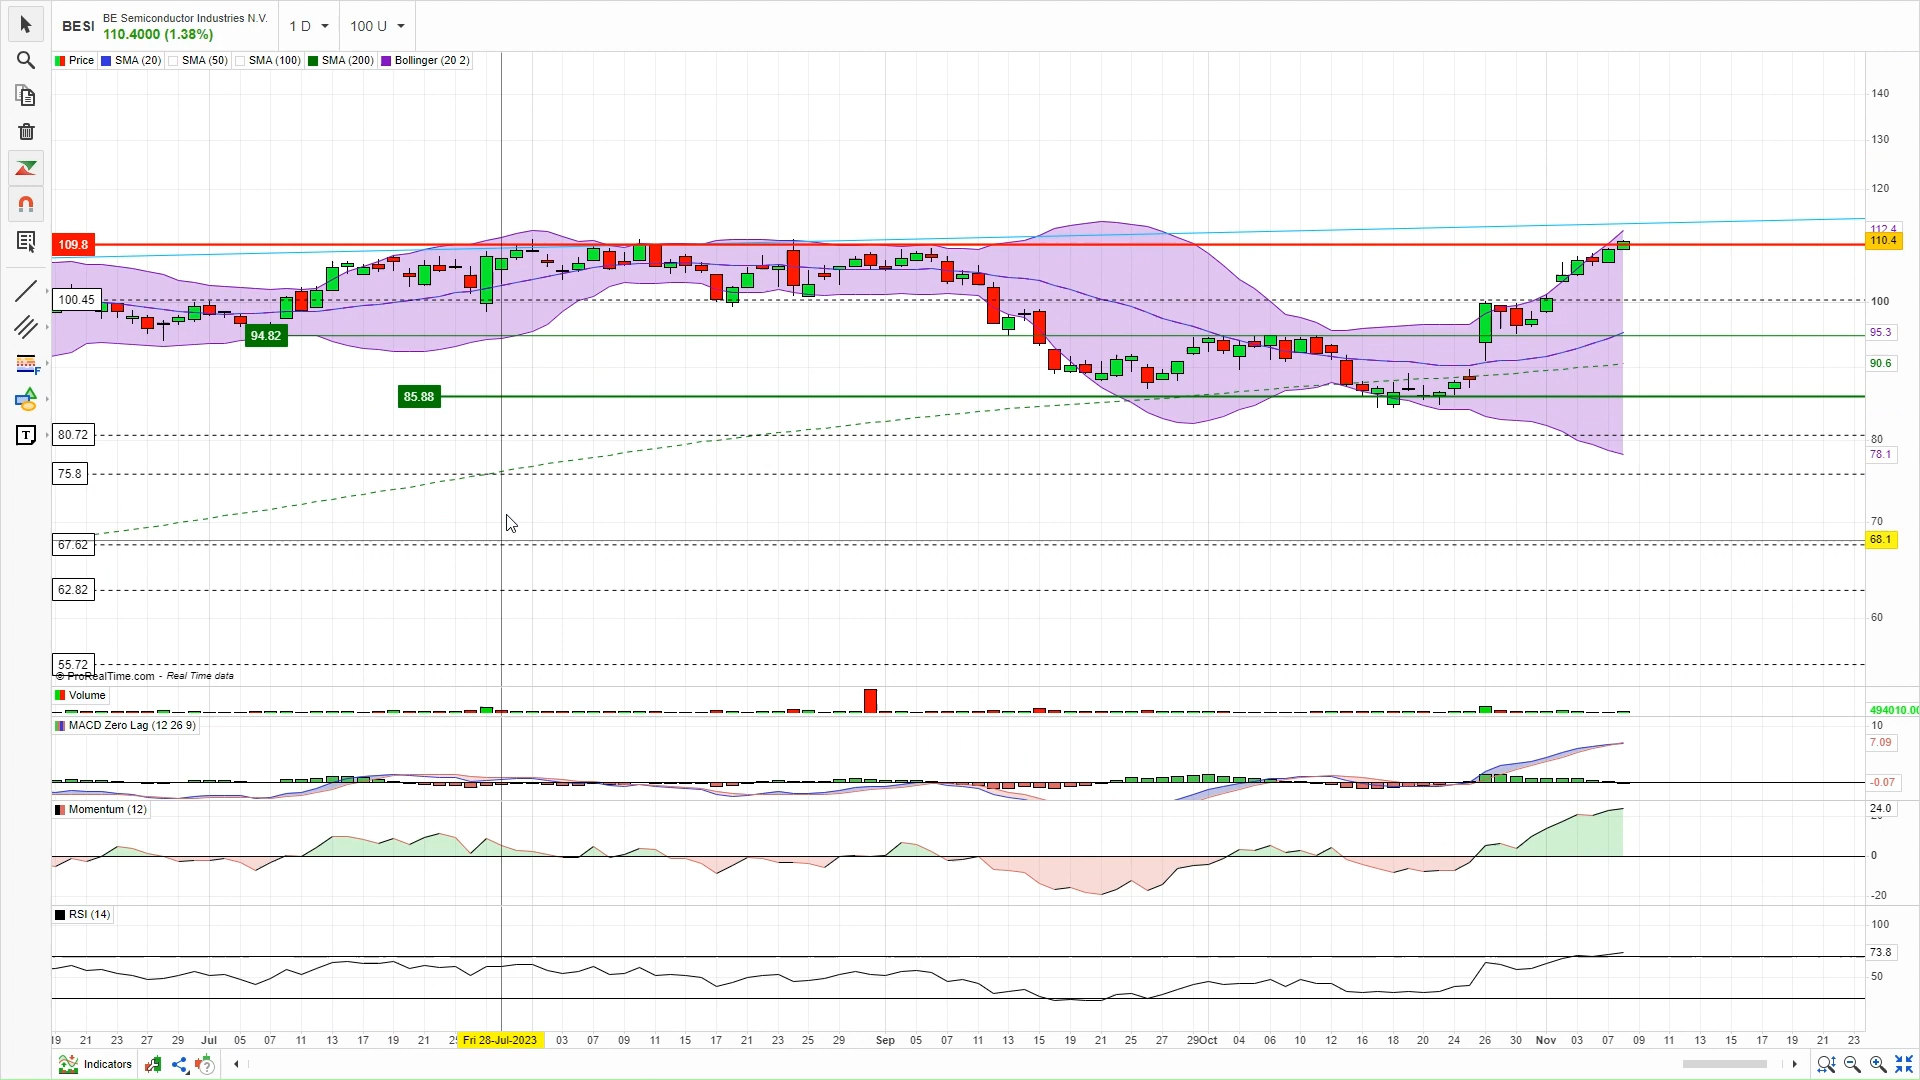 BESI
BE Semiconductor Industries N.V.
110.4000 (1.38%)
1 D
100 U
Price
SMA (20)
SMA (50)
SMA (100)
SMA (200)
Bollinger (20 2)
140
130
120
112.4
110.4
100
95.3
90.6
80
78.1
70
68.1
60
109.8
100.45
94.82
85.88
80.72
75.8
67.62
62.82
55.72
© ProRealTime.com - Real Time data
Volume
494010.00
MACD Zero Lag (12 26 9)
10
7.09
-0.07
Momentum (12)
24.0
0
-20
RSI (14)
100
73.8
50
19 21 23 27 29 Jul 05 07 11 13 17 19 21 25 Fri 28-Jul-2023 03 07 09 11 15 17 21 23 25 29 Sep 05 07 11 13 15 19 21 25 27 29 Oct 04 06 10 12 16 18 20 24 26 30 Nov 03 07 09 11 13 15 17 19 21 23
Indicators